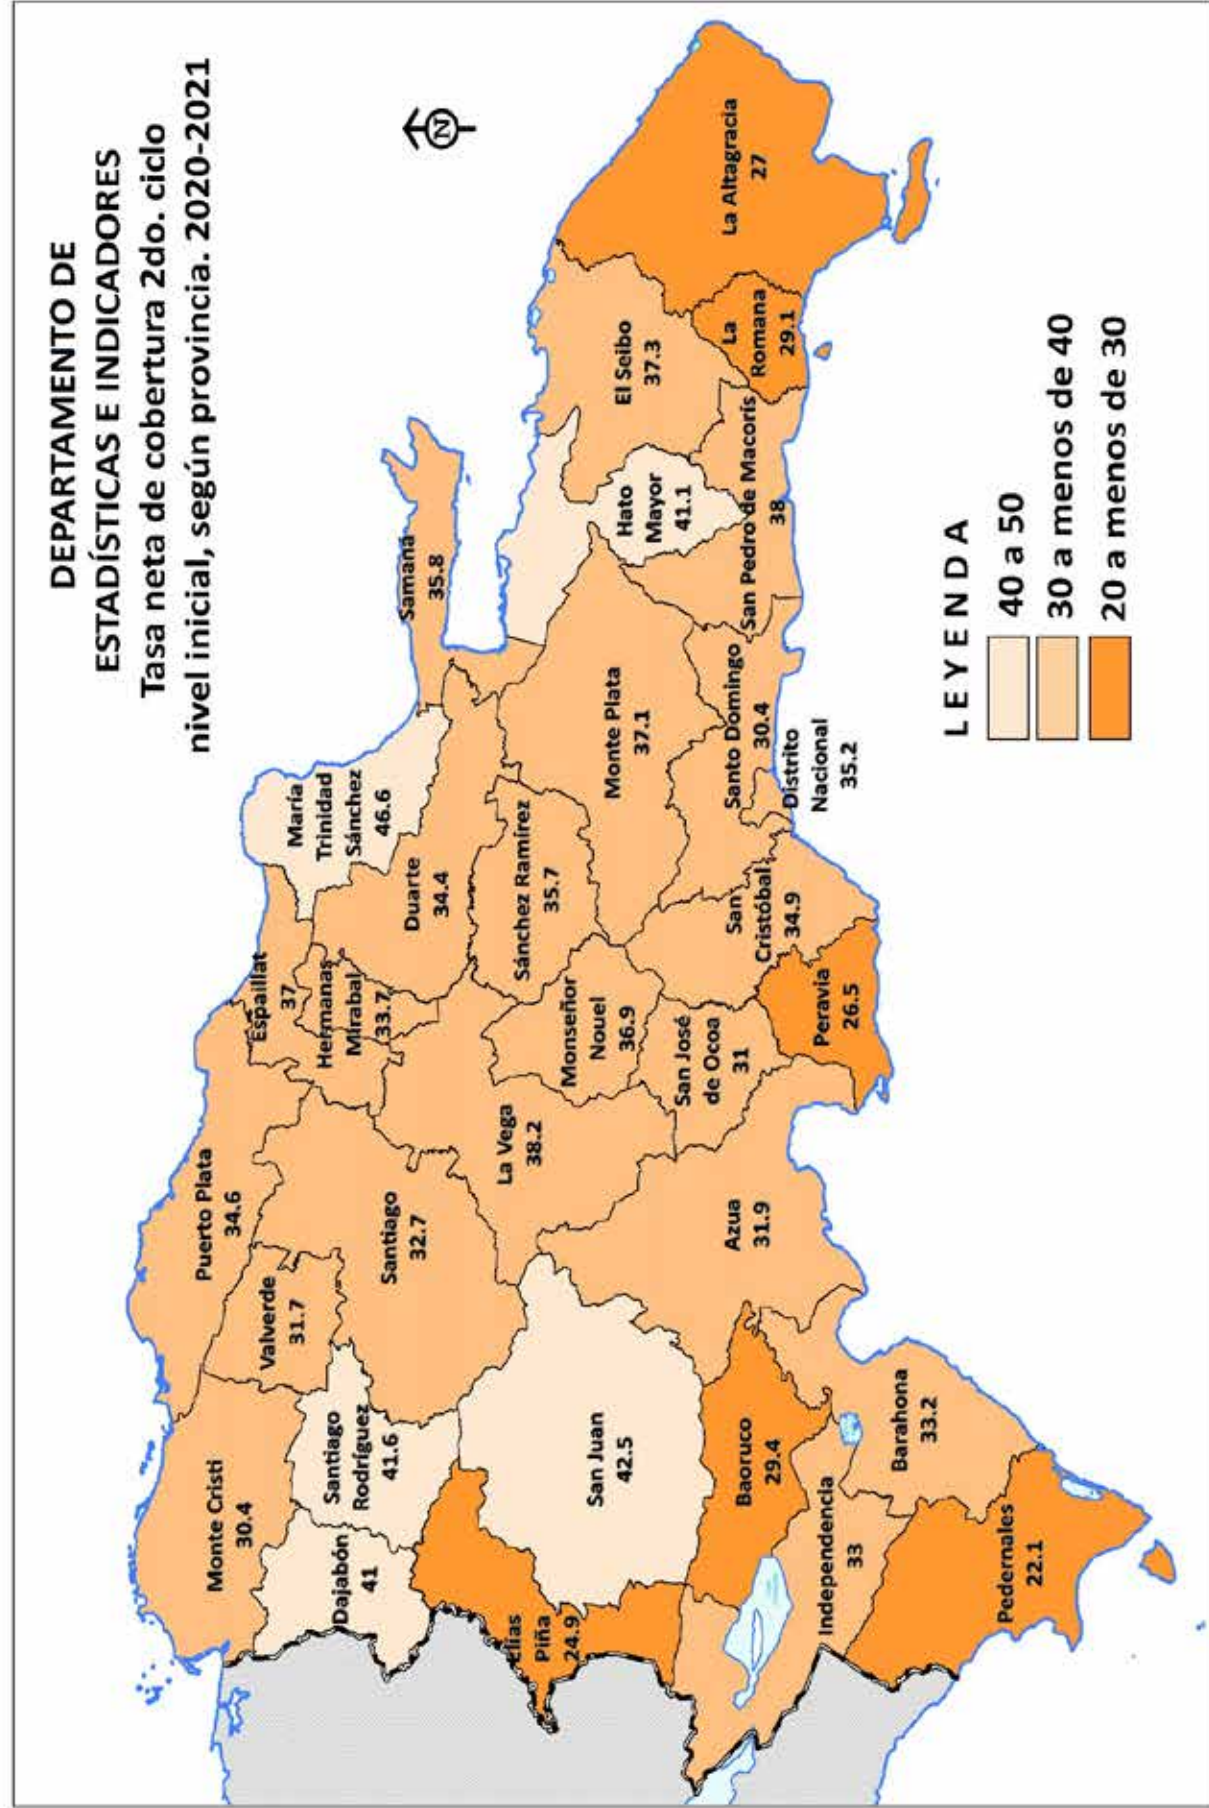 DEPARTAMENTO DE
ESTADÍSTICAS E INDICADORES
Tasa neta de cobertura 2do. ciclo
nivel inicial, según provincia. 2020-2021
N
Puerto Plata
34.6
Espaillat
37
María
Trinidad
Sánchez
46.6
Monte Cristi
30.4
Valverde
31.7
Hermanas
Mirabal
33.7
Dajabón
41
Santiago
Rodríguez
41.6
Santiago
32.7
Duarte
34.4
Samaná
35.8
Elías
Piña
24.9
San Juan
42.5
La Vega
38.2
Monseñor
Nouel
36.9
Sánchez Ramírez
35.7
Monte Plata
37.1
Hato
Mayor
41.1
El Seibo
37.3
La Altagracia
27
La
Romana
29.1
San Pedro de Macorís
38
Santo Domingo
30.4
Distrito
Nacional
35.2
San
Cristóbal
34.9
San José
de Ocoa
31
Peravia
26.5
Azua
31.9
Baoruco
29.4
Independencia
33
Barahona
33.2
Pedernales
22.1
LEYENDA
40 a 50
30 a menos de 40
20 a menos de 30